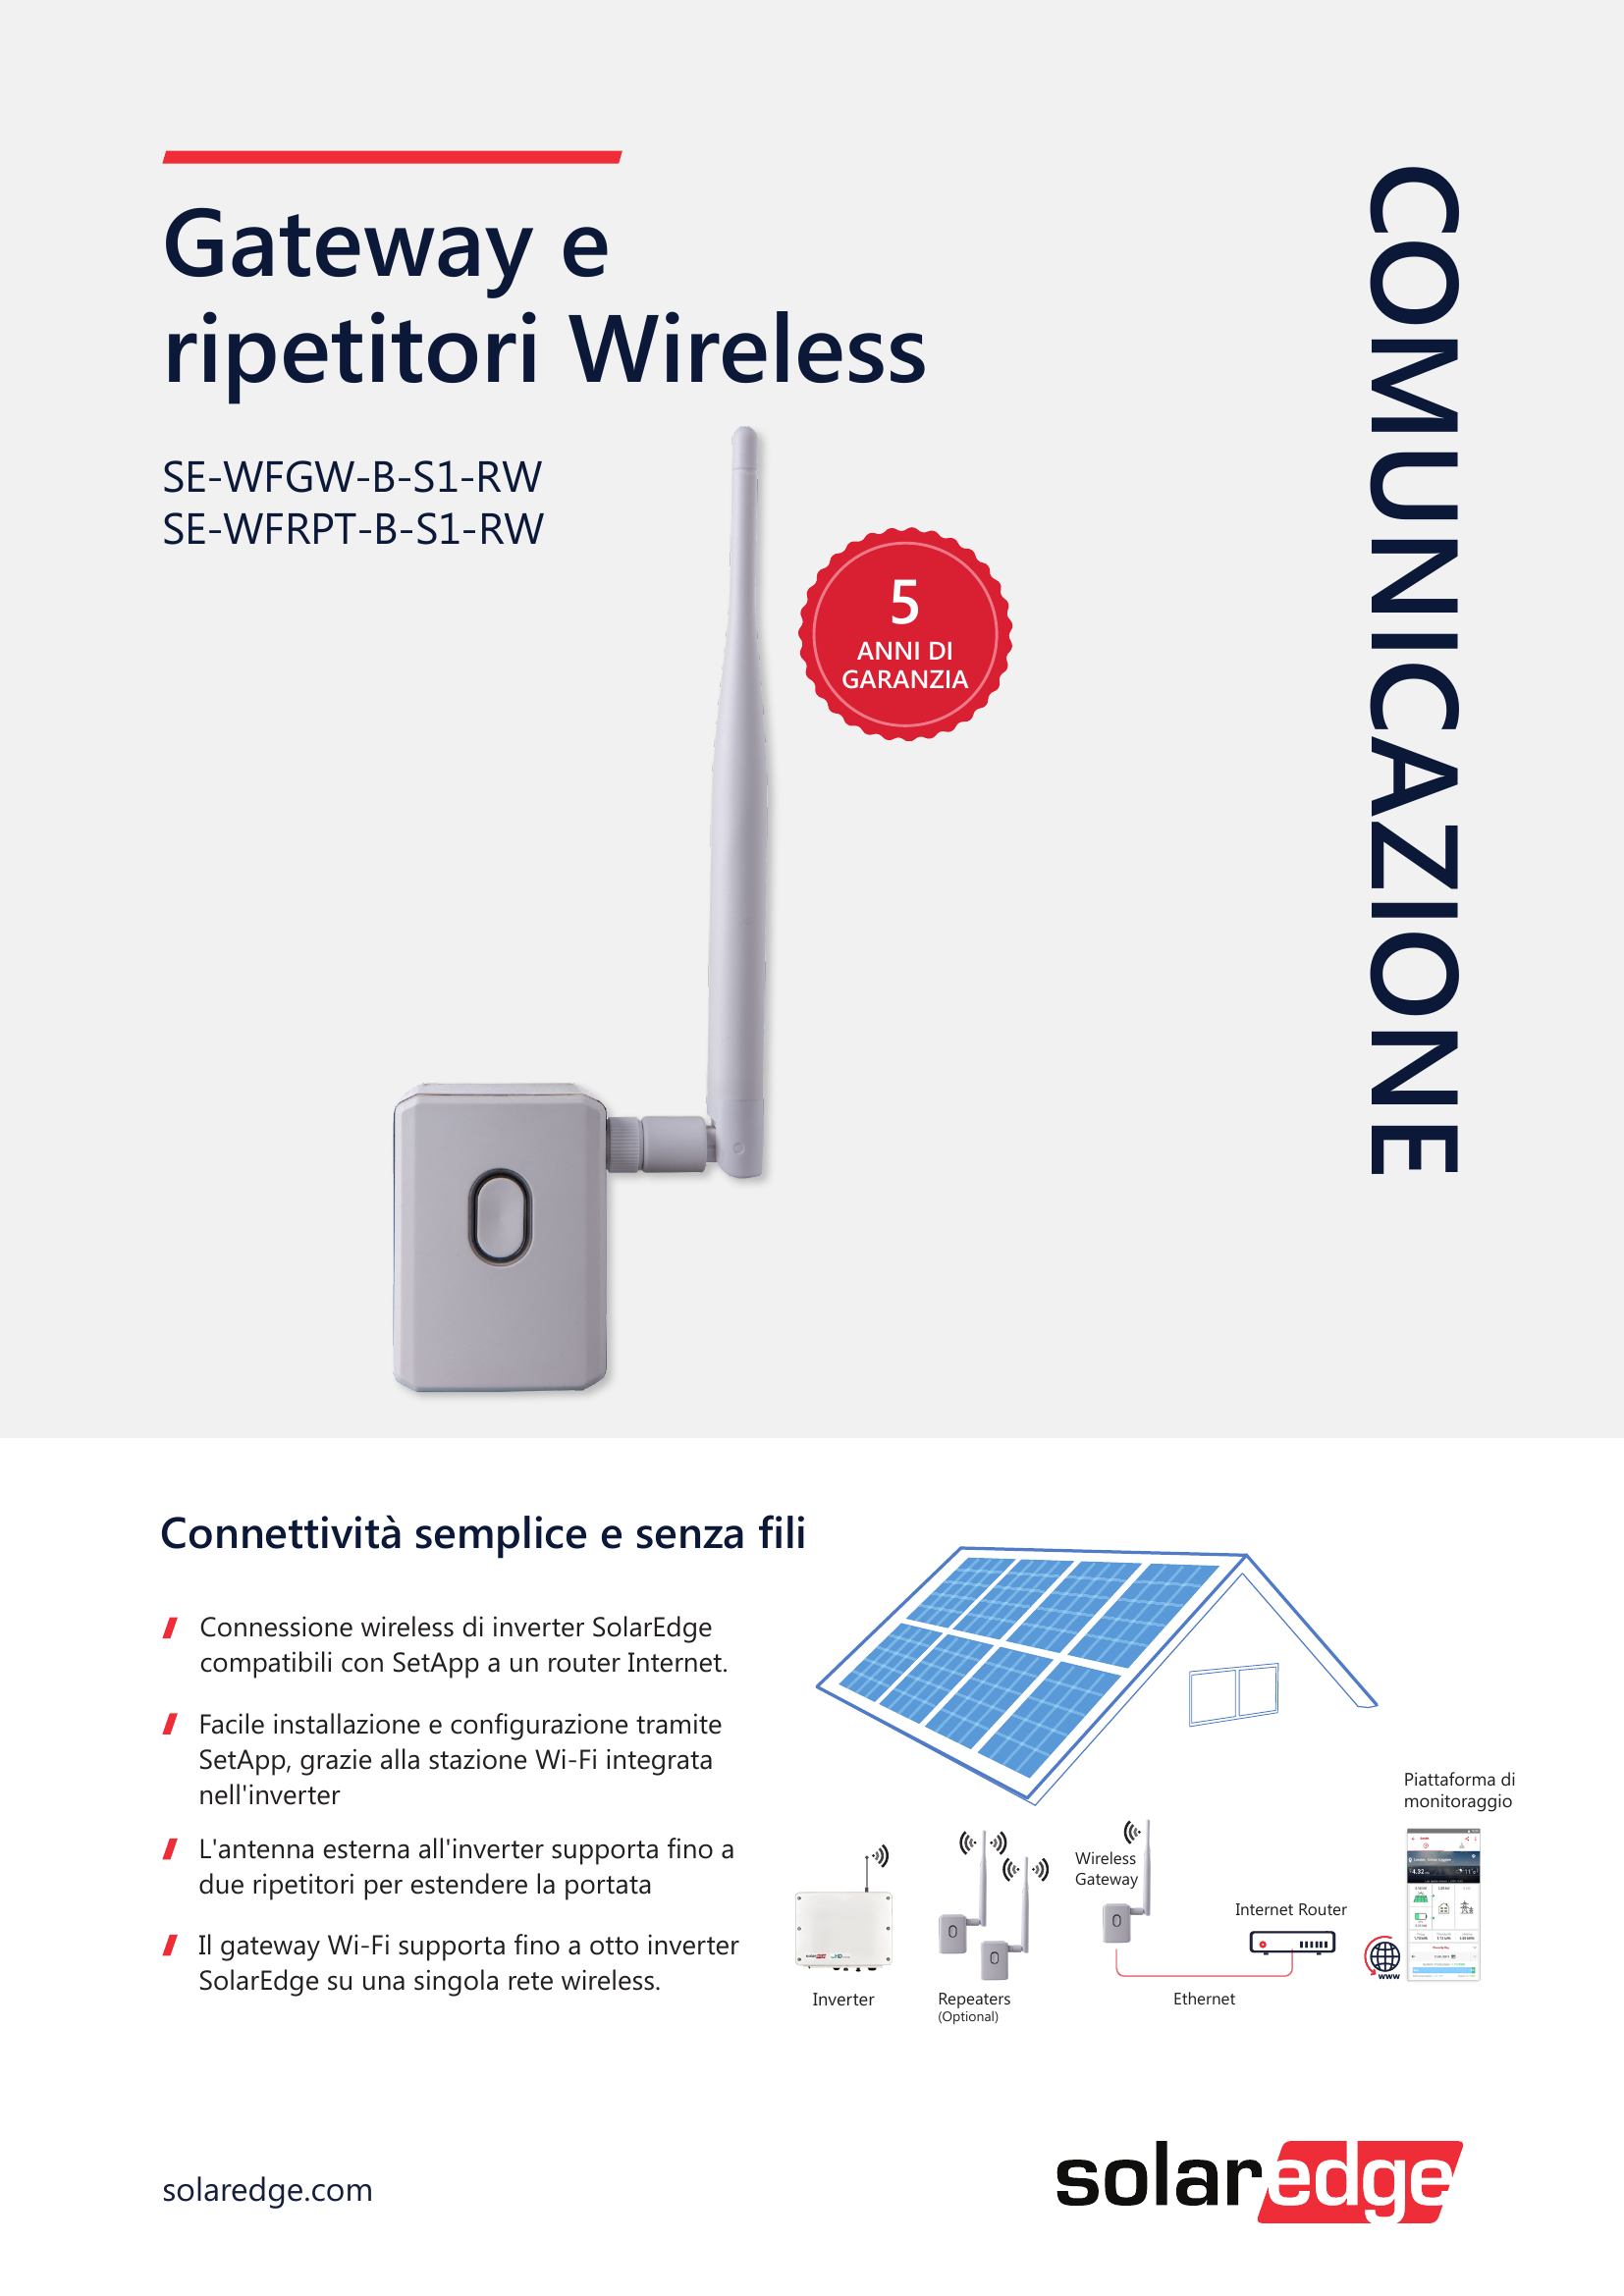 Gateway e
ripetitori Wireless
SE-WFGW-B-S1-RW
SE-WFRPT-B-S1-RW
5
ANNI DI
GARANZIA
COMUNICAZIONE
Connettività semplice e senza fili
Connessione wireless di inverter SolarEdge
compatibili con SetApp a un router Internet.
Facile installazione e configurazione tramite
SetApp, grazie alla stazione Wi-Fi integrata
nell'inverter
L'antenna esterna all'inverter supporta fino a
due ripetitori per estendere la portata
Il gateway Wi-Fi supporta fino a otto inverter
SolarEdge su una singola rete wireless.
Piattaforma di
monitoraggio
Wireless
Gateway
Internet Router
4.32
www
Inverter
Repeaters
(Optional)
Ethernet
solaredge.com
solaredge